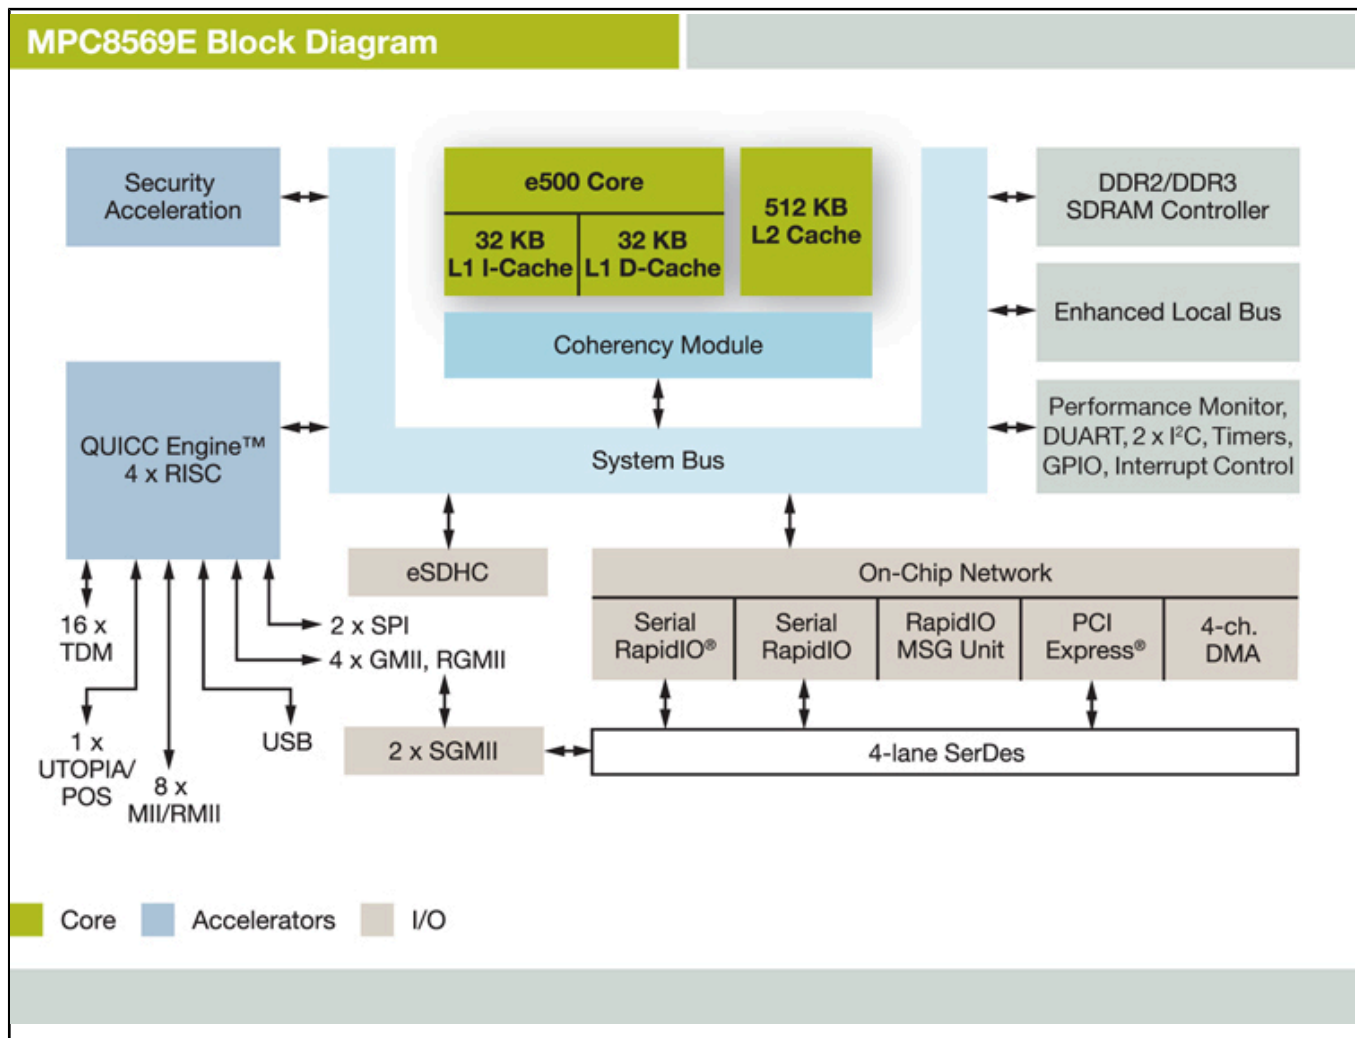 MPC8569E Block Diagram
Security
Acceleration
e500 Core
32 KB
L1 I-Cache
32 KB
L1 D-Cache
512 KB
L2 Cache
DDR2/DDR3
SDRAM Controller
Enhanced Local Bus
Coherency Module
Performance Monitor,
DUART, 2 x I²C, Timers,
GPIO, Interrupt Control
QUICC Engine™
4 x RISC
System Bus
eSDHC
On-Chip Network
Serial
RapidIO®
Serial
RapidIO
RapidIO
MSG Unit
PCI
Express®
4-ch.
DMA
16 x
TDM
2 x SPI
4 x GMII, RGMII
1 x
UTOPIA/
POS
8 x
MII/RMII
USB
2 x SGMII
4-lane SerDes
Core
Accelerators
I/O